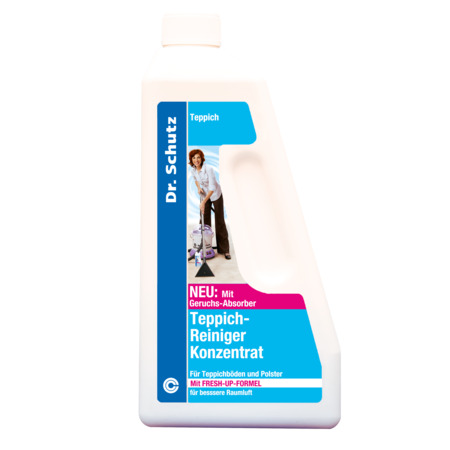 Dr. Schutz
Teppich
NEU: Mit
Geruchs-Absorber
Teppich-
Reiniger
Konzentrat
Für Teppichböden und Polster
Mit FRESH-UP-FORMEL
für besssere Raumluft